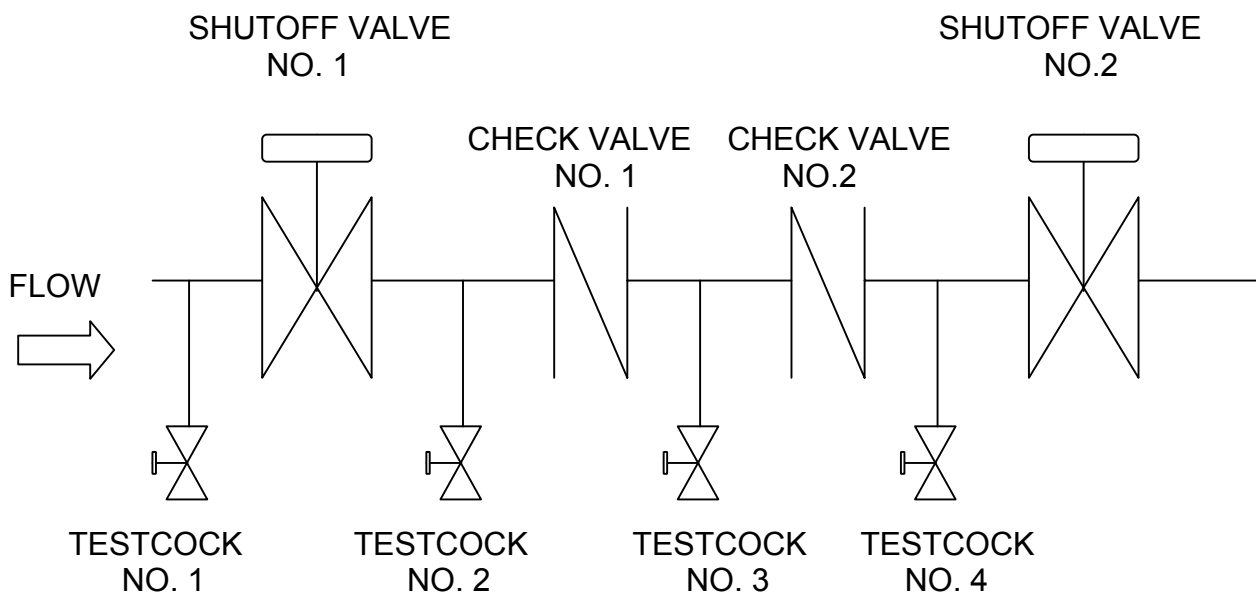 SHUTOFF VALVE
NO. 1
SHUTOFF VALVE
NO.2
CHECK VALVE
NO. 1
CHECK VALVE
NO.2
FLOW
TESTCOCK
NO. 1
TESTCOCK
NO. 2
TESTCOCK
NO. 3
TESTCOCK
NO. 4